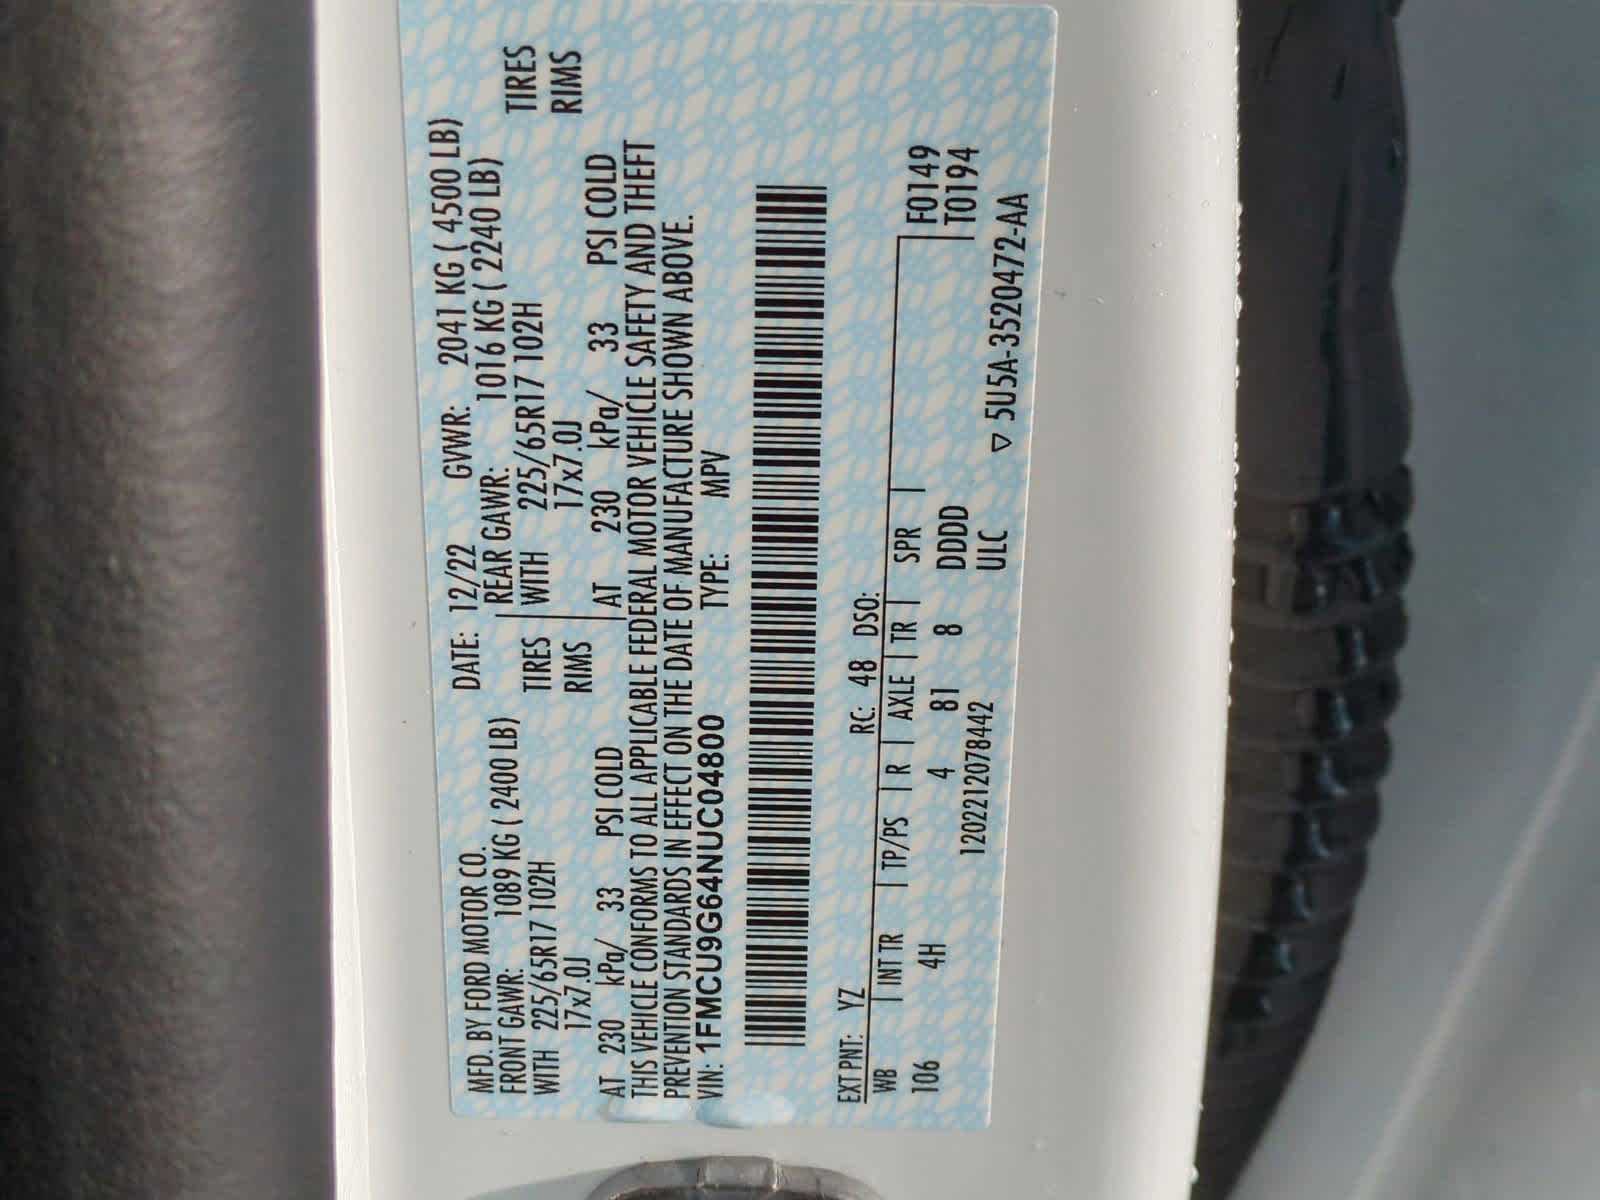 MFD. BY FORD MOTOR CO. DATE: 12/22 GVWR: 2041 KG ( 4500 LB)
FRONT GAWR: 1089 KG ( 2400 LB) REAR GAWR: 1016 KG ( 2240 LB)
WITH 225/65R17 102H TIRES WITH 225/65R17 102H TIRES
17x7.0J RIMS 17x7.0J RIMS
AT 230 kPa/ 33 PSI COLD AT 230 kPa/ 33 PSI COLD
THIS VEHICLE CONFORMS TO ALL APPLICABLE FEDERAL MOTOR VEHICLE SAFETY AND THEFT
PREVENTION STANDARDS IN EFFECT ON THE DATE OF MANUFACTURE SHOWN ABOVE.
VIN: 1FMCU9G64NUC04800 TYPE: MPV
EXT PNT: YZ RC: 48 DSO:
WB | INT TR | TP/PS | R | AXLE | TR | SPR | F0149
106 4H 4 81 8 DDDD T0194
120221207​8442 ULC
▽ 5U5A-3520472-AA